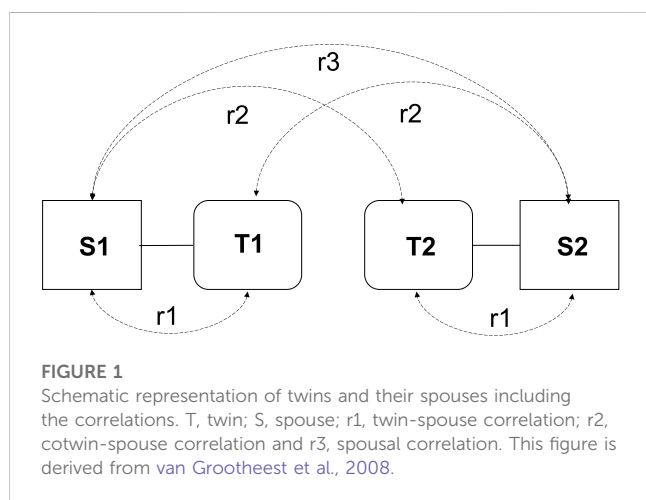 r3
r2
r2
S1
T1
T2
S2
r1
r1
FIGURE 1
Schematic representation of twins and their spouses including
the correlations. T, twin; S, spouse; r1, twin-spouse correlation; r2,
cotwin-spouse correlation and r3, spousal correlation. This figure is
derived from van Grootheest et al., 2008.